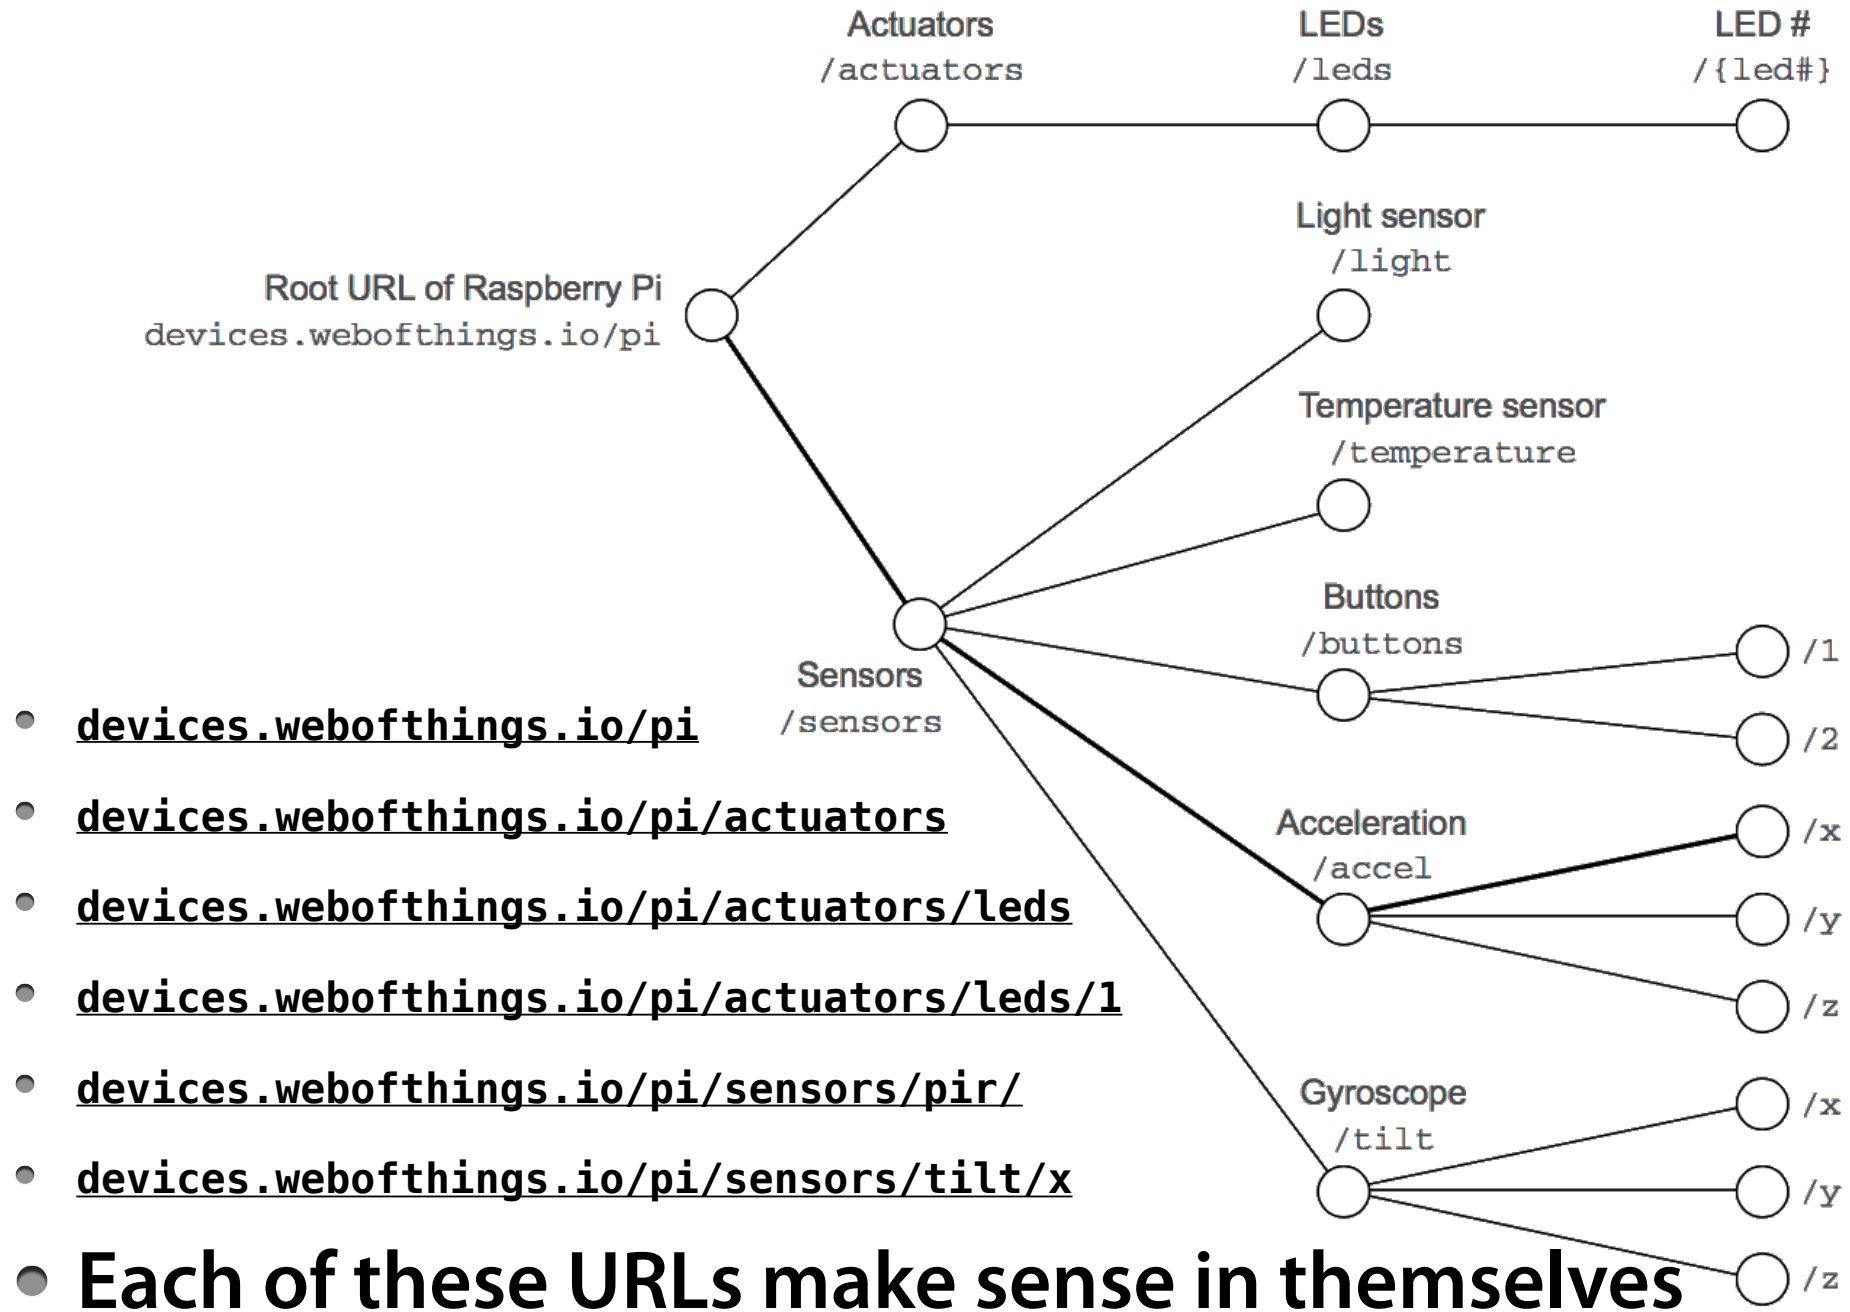 Actuators
/actuators
LEDs
/leds
LED #
/{led#}
Light sensor
/light
Root URL of Raspberry Pi
devices.webofthings.io/pi
Temperature sensor
/temperature
Buttons
/buttons
/1
/2
Sensors
/sensors
Acceleration
/accel
/x
/y
/z
Gyroscope
/tilt
/x
/y
/z
• devices.webofthings.io/pi
• devices.webofthings.io/pi/actuators
• devices.webofthings.io/pi/actuators/leds
• devices.webofthings.io/pi/actuators/leds/1
• devices.webofthings.io/pi/sensors/pir/
• devices.webofthings.io/pi/sensors/tilt/x
• Each of these URLs make sense in themselves